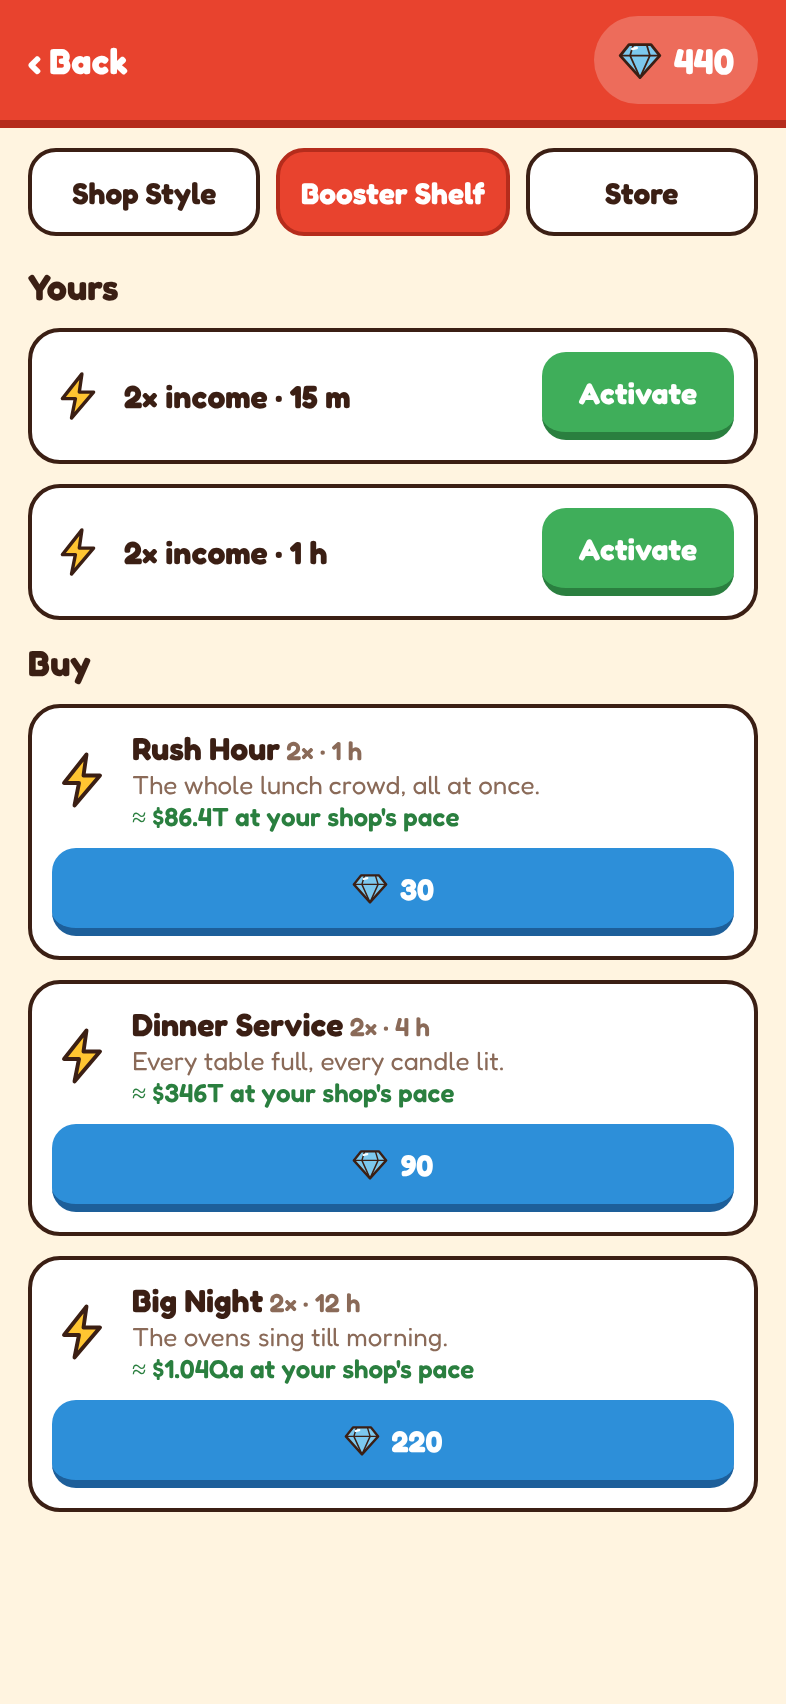 ‹ Back
440
Shop Style
Booster Shelf
Store
Yours
2x income · 15 m
Activate
2x income · 1 h
Activate
Buy
Rush Hour 2x · 1 h
The whole lunch crowd, all at once.
≈ $86.4T at your shop's pace
30
Dinner Service 2x · 4 h
Every table full, every candle lit.
≈ $346T at your shop's pace
90
Big Night 2x · 12 h
The ovens sing till morning.
≈ $1.04Qa at your shop's pace
220